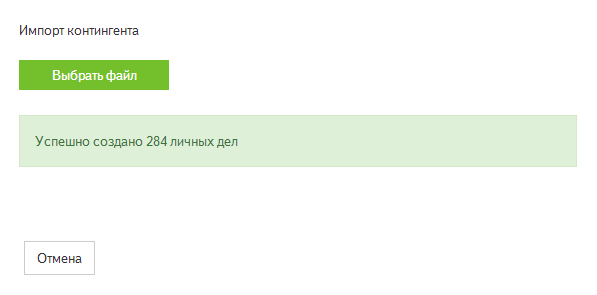 Импорт контингента
Выбрать файл
Успешно создано 284 личных дел
Отмена